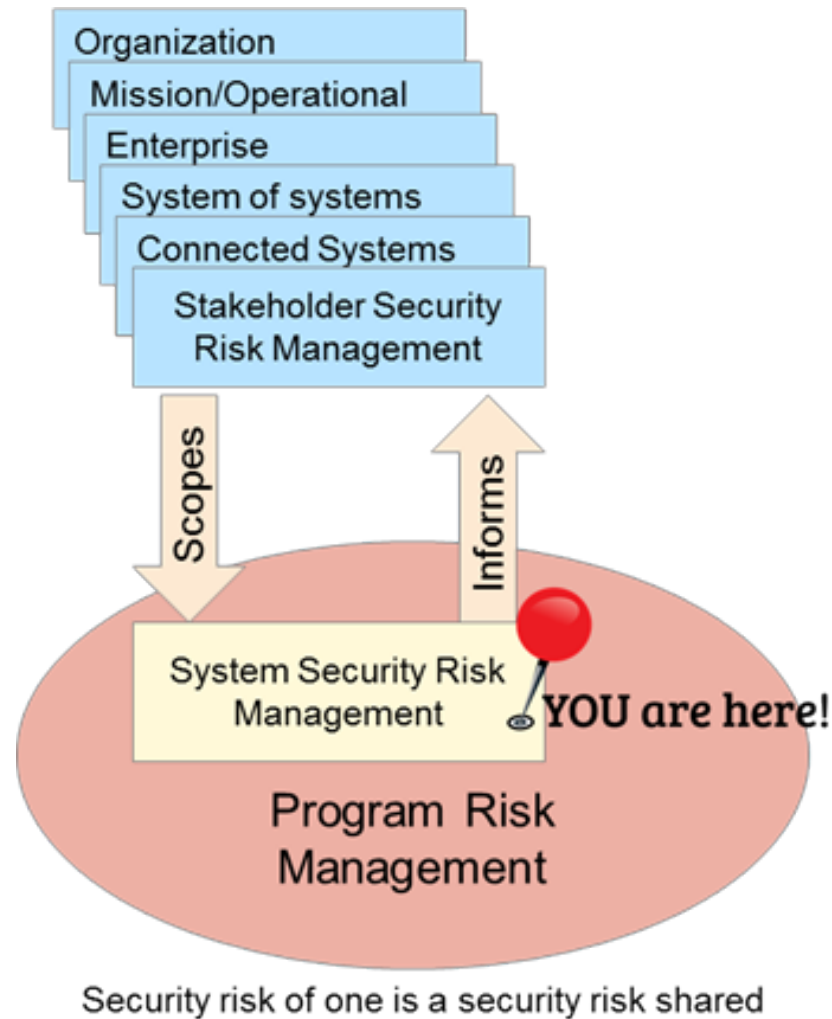 Organization
Mission/Operational
Enterprise
System of systems
Connected Systems
Stakeholder Security
Risk Management
Scopes
Informs
System Security Risk
Management
YOU are here!
Program Risk
Management
Security risk of one is a security risk shared